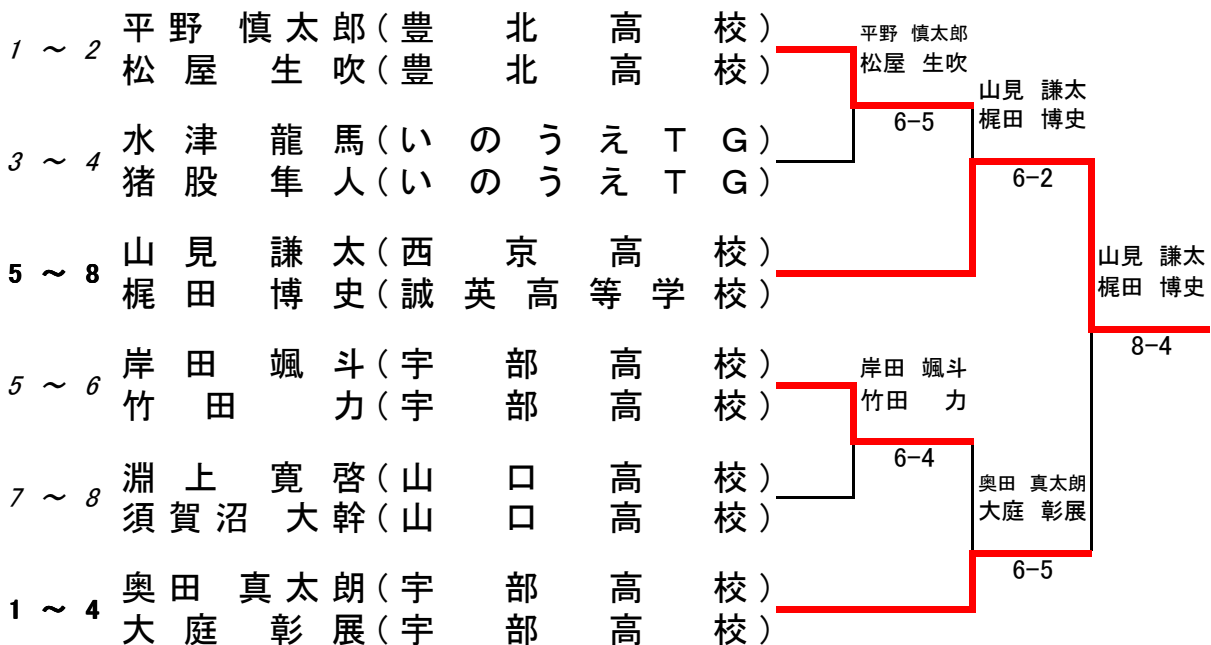 平野 慎太郎(豊北高校)
1 ～ 2
松屋 生吹(豊北高校)
水津 龍馬(いのうえTG)
3 ～ 4
猪股 隼人(いのうえTG)
山見 謙太(西京高校)
5 ～ 8
梶田 博史(誠英高等学校)
岸田 颯斗(宇部高校)
5 ～ 6
竹田 力(宇部高校)
淵上 寛啓(山口高校)
7 ～ 8
須賀沼 大幹(山口高校)
奥田 真太朗(宇部高校)
1 ～ 4
大庭 彰展(宇部高校)
平野 慎太郎
松屋 生吹
6-5
岸田 颯斗
竹田 力
6-4
山見 謙太
梶田 博史
6-2
奥田 真太朗
大庭 彰展
6-5
山見 謙太
梶田 博史
8-4